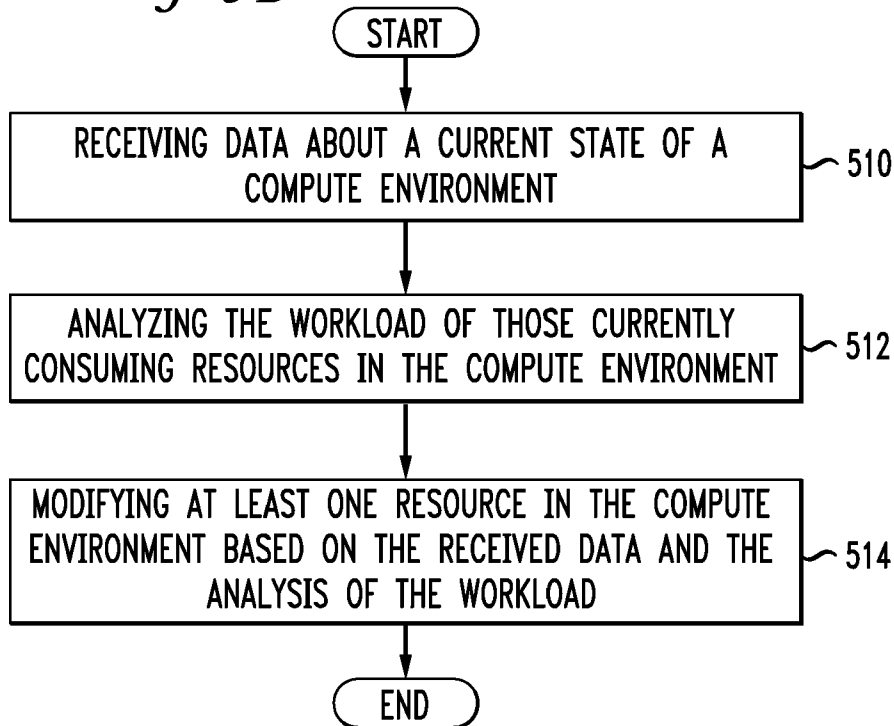 START
RECEIVING DATA ABOUT A CURRENT STATE OF A
COMPUTE ENVIRONMENT
510
ANALYZING THE WORKLOAD OF THOSE CURRENTLY
CONSUMING RESOURCES IN THE COMPUTE ENVIRONMENT
512
MODIFYING AT LEAST ONE RESOURCE IN THE COMPUTE
ENVIRONMENT BASED ON THE RECEIVED DATA AND THE
ANALYSIS OF THE WORKLOAD
514
END